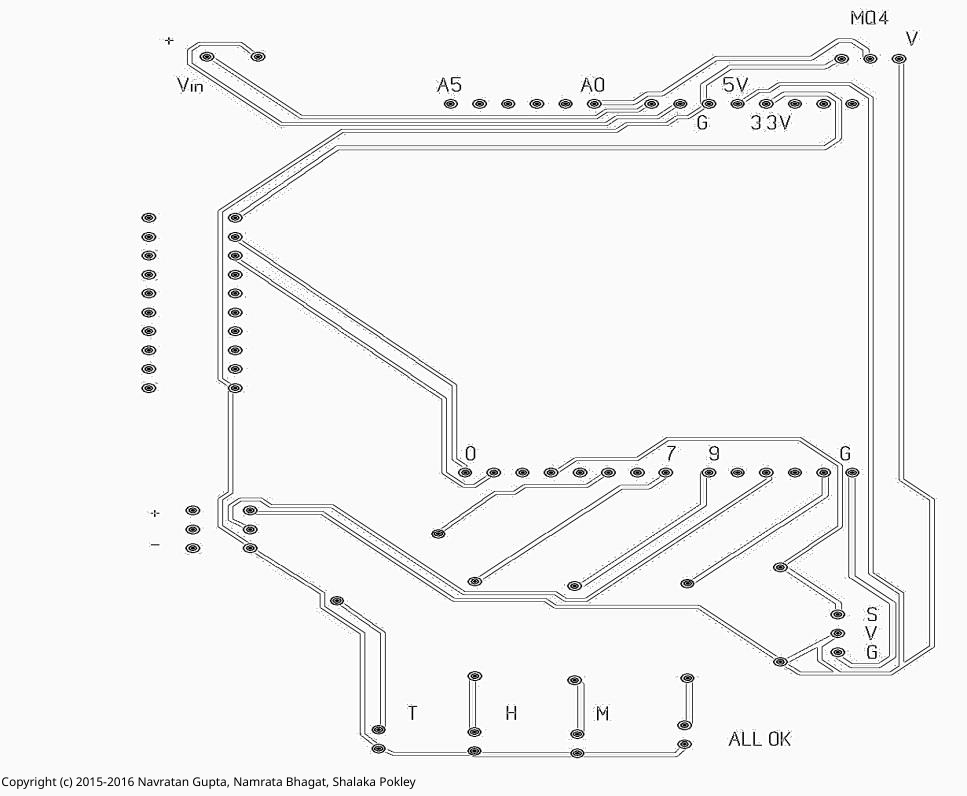 MQ4
+ V
Vin A5 A0 5V
G 3.3V
0 7 9 G
+
-
S
V
G
T H M
ALL OK
Copyright (c) 2015-2016 Navratan Gupta, Namrata Bhagat, Shalaka Pokley